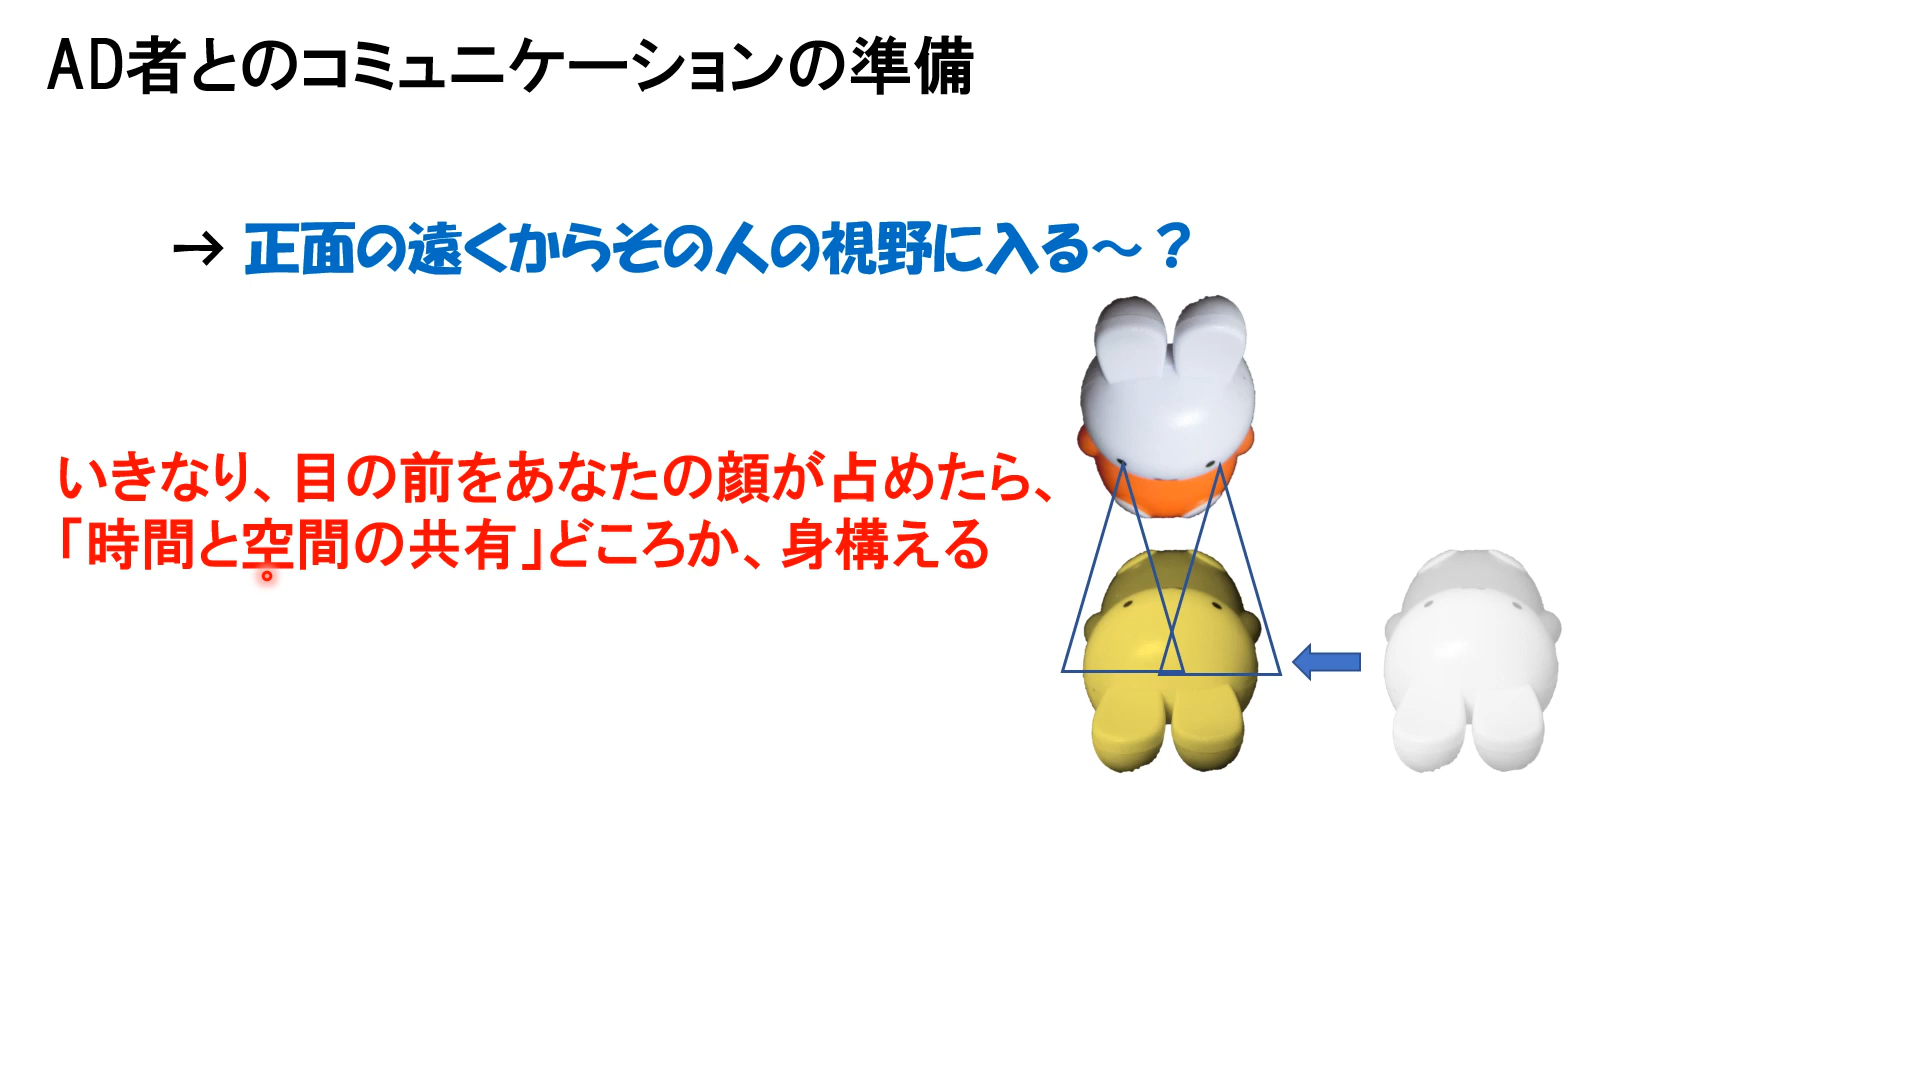 AD者とのコミュニケーションの準備
→ 正面の遠くからその人の視野に入る～？
いきなり、目の前をあなたの顔が占めたら、
「時間と空間の共有」どころか、身構える